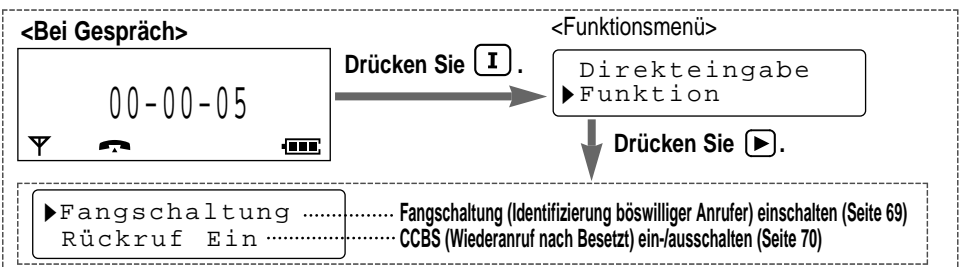 <Bei Gespräch>
<Funktionsmenü>
Drücken Sie I.
Direkteingabe
▶Funktion
00-00-05
Drücken Sie ▶.
▶Fangschaltung ............... Fangschaltung (Identifizierung böswilliger Anrufer) einschalten (Seite 69)
Rückruf Ein .................... CCBS (Wiederanruf nach Besetzt) ein-/ausschalten (Seite 70)